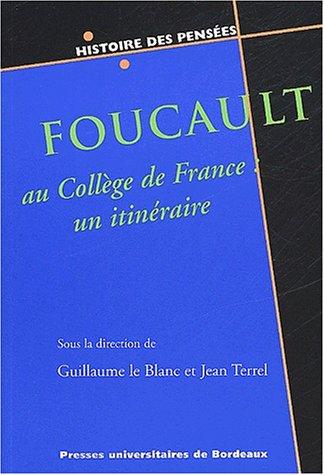 HISTOIRE DES PENSÉES
FOUCAULT
au Collège de France :
un itinéraire
Sous la direction de
Guillaume le Blanc et Jean Terrel
Presses universitaires de Bordeaux